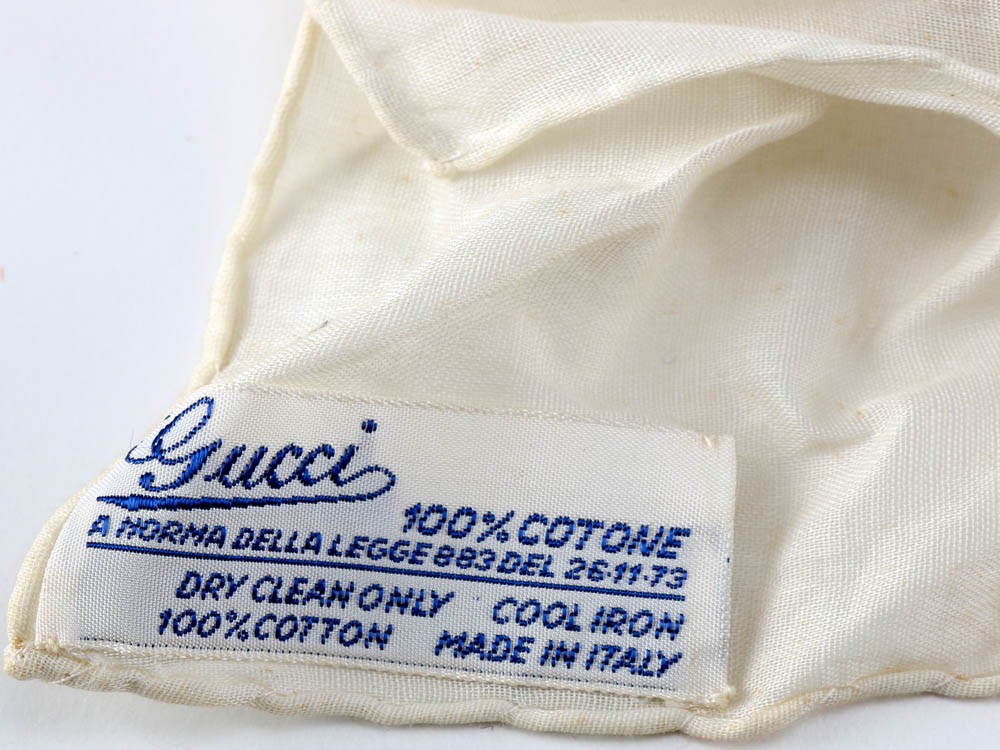 Gucci
100% COTONE
A NORMA DELLA LEGGE 883 DEL 26·11·73
DRY CLEAN ONLY COOL IRON
100% COTTON MADE IN ITALY